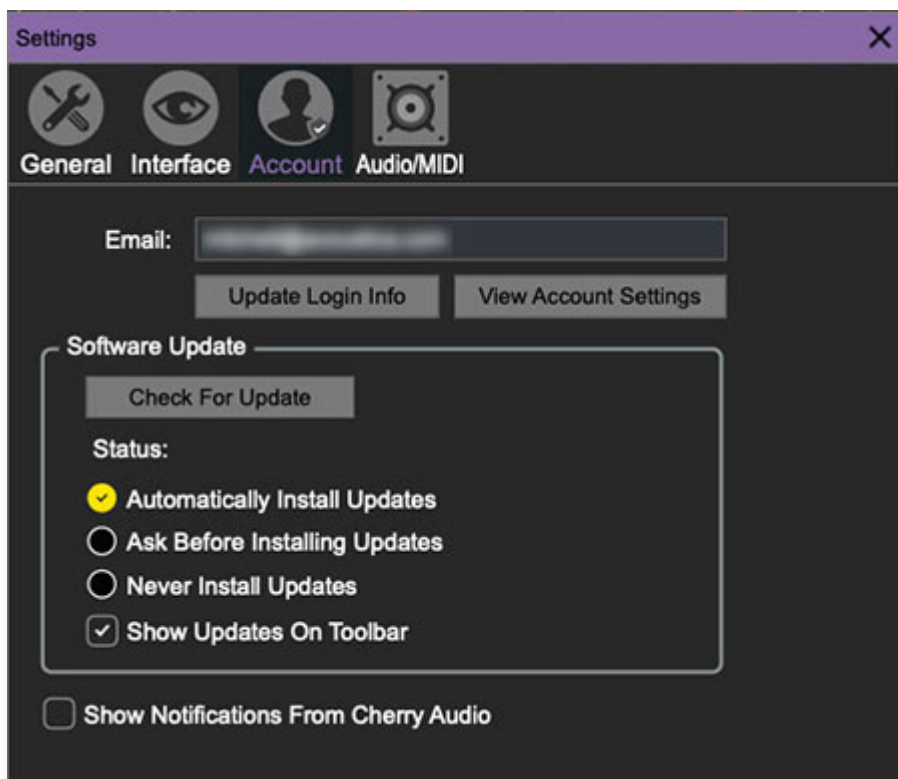 Settings
General Interface Account Audio/MIDI
Email:
Update Login Info View Account Settings
Software Update
Check For Update
Status:
Automatically Install Updates
Ask Before Installing Updates
Never Install Updates
Show Updates On Toolbar
Show Notifications From Cherry Audio